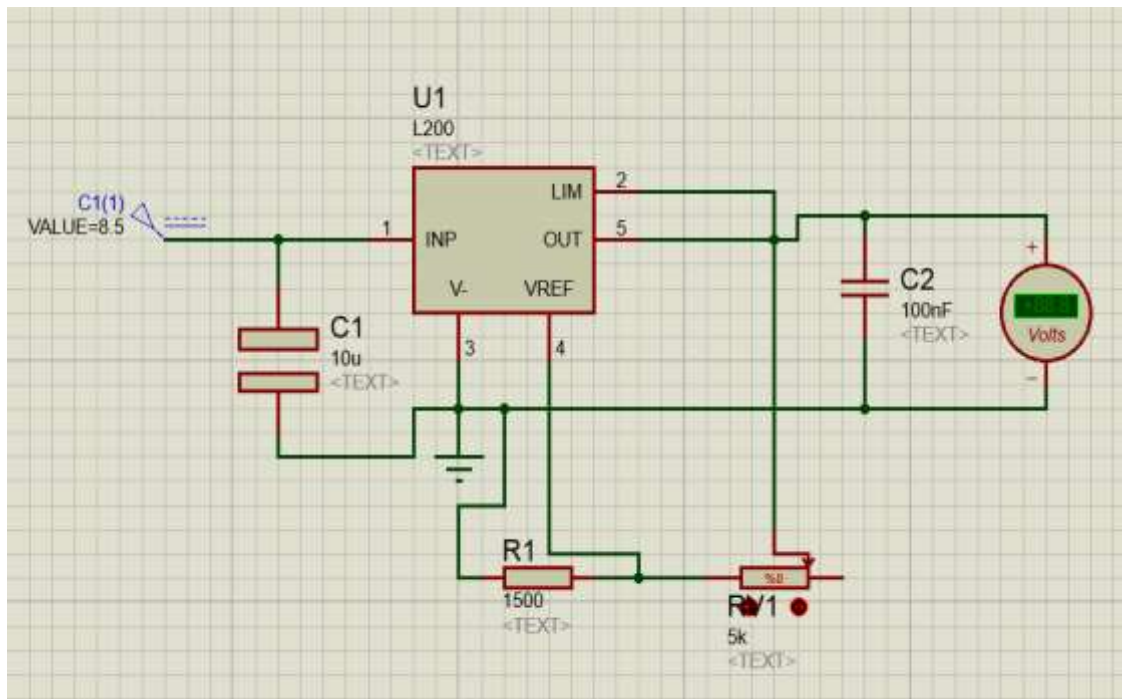 U1
L200
<TEXT>
C1(1)
VALUE=8.5
1
INP
LIM
2
OUT
5
V-
VREF
3
4
C1
10u
<TEXT>
C2
100nF
<TEXT>
+
Volts
−
R1
1500
<TEXT>
RV1
5k
<TEXT>